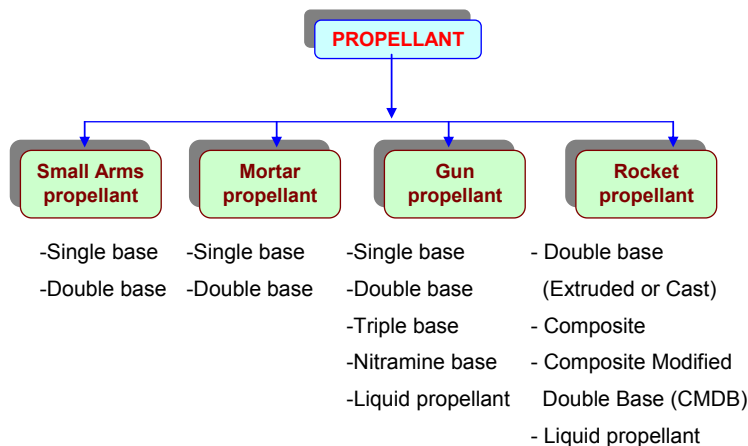 PROPELLANT
Small Arms
propellant
-Single base
-Double base
Mortar
propellant
-Single base
-Double base
Gun
propellant
-Single base
-Double base
-Triple base
-Nitramine base
-Liquid propellant
Rocket
propellant
- Double base
(Extruded or Cast)
- Composite
- Composite Modified
Double Base (CMDB)
- Liquid propellant